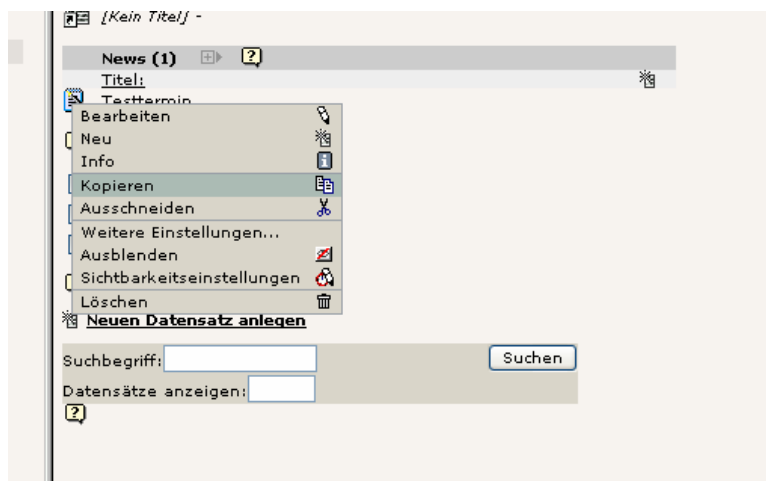 [Kein Titel] -
News (1)
Titel:
Testtermin
Bearbeiten
Neu
Info
Kopieren
Ausschneiden
Weitere Einstellungen...
Ausblenden
Sichtbarkeitseinstellungen
Löschen
Neuen Datensatz anlegen
Suchbegriff: Suchen
Datensätze anzeigen: